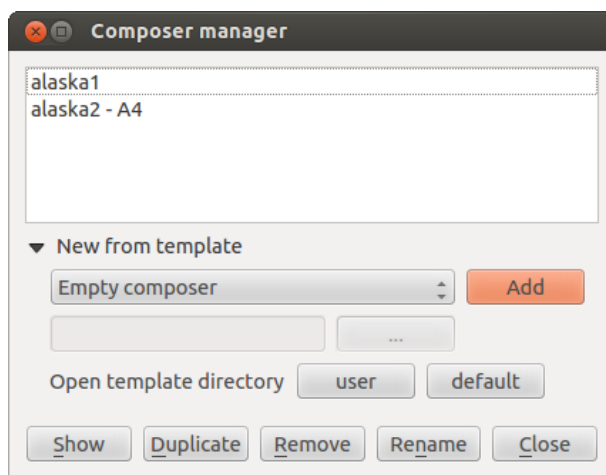 Composer manager
alaska1
alaska2 - A4
New from template
Empty composer Add
...
Open template directory user default
Show Duplicate Remove Rename Close